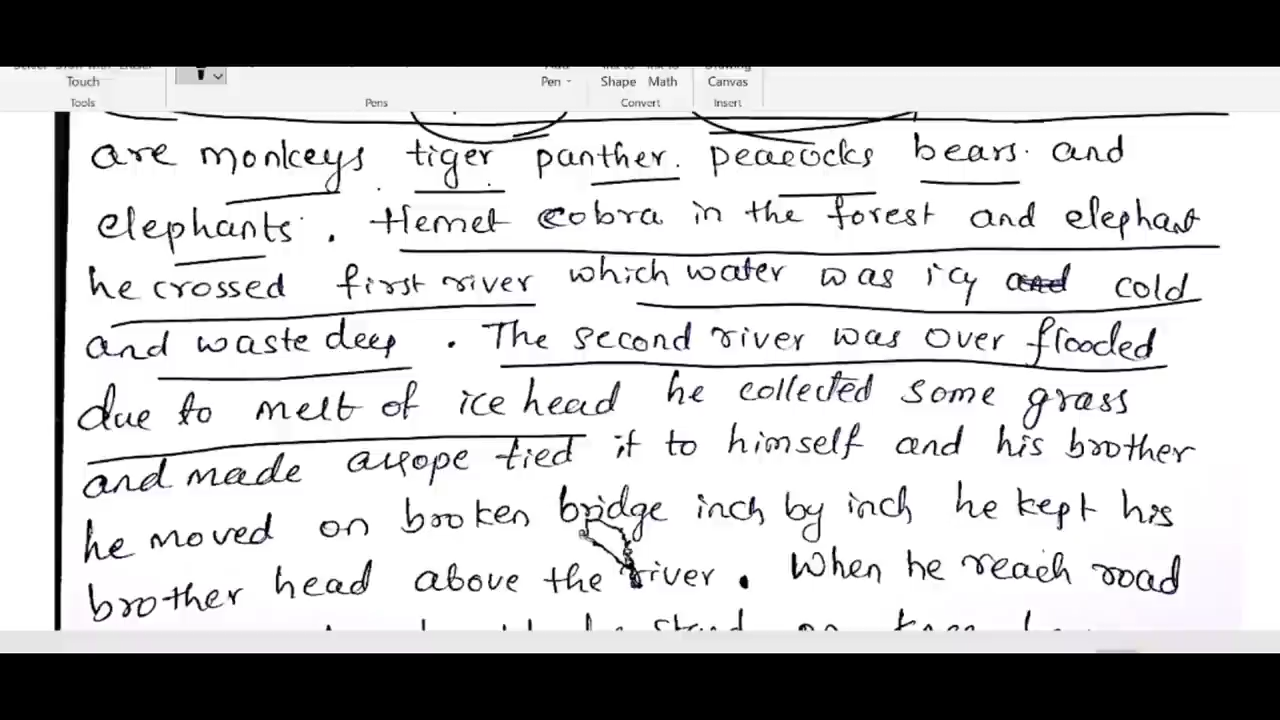 Touch
Pen
Shape Math
Canvas
Tools
Pens
Convert
Insert
are monkeys tiger panther. peacocks bears. and
elephants. Hemet cobra in the forest and elephant
he crossed first river which water was icy and cold
and waste deep. The second river was over flooded
due to melt of ice head he collected some grass
and made a rope tied it to himself and his brother
he moved on broken bridge inch by inch he kept his
brother head above the river. When he reach road